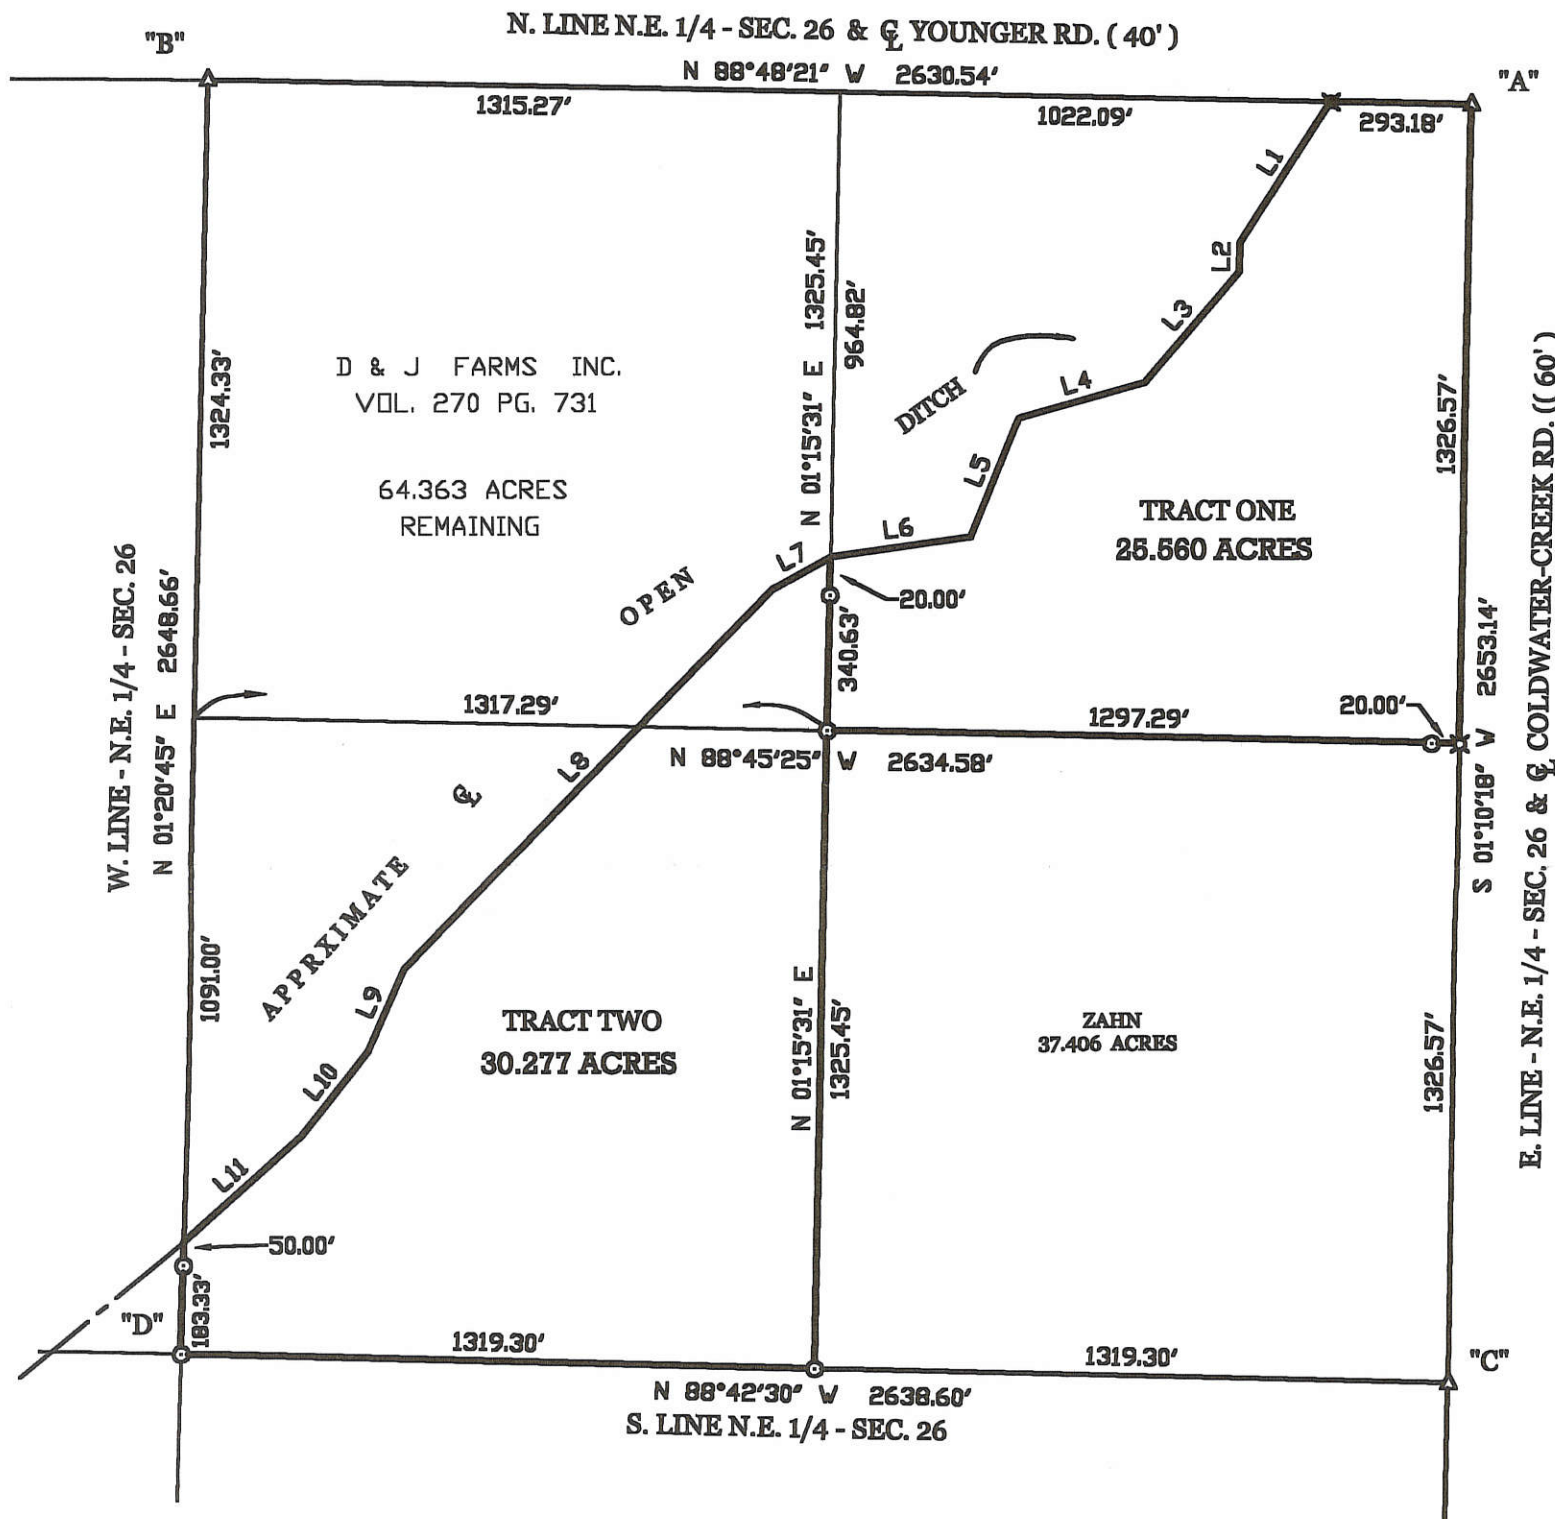 N. LINE N.E. 1/4 - SEC. 26 & ℄ YOUNGER RD. ( 40' )
"B"
N 88°48'21" W 2630.54'
"A"
1315.27'
1022.09'
293.18'
L1
L2
L3
L4
L5
L6
L7
L8
L9
L10
L11
N 01°15'31" E 1325.45'
964.82'
1324.33'
D & J FARMS INC.
VOL. 270 PG. 731
64.363 ACRES
REMAINING
DITCH
1326.57'
TRACT ONE
25.560 ACRES
OPEN
20.00'
340.63'
W. LINE - N.E. 1/4 - SEC. 26
N 01°20'45" E 2648.66'
1317.29'
1297.29'
20.00'
N 88°45'25" W 2634.58'
S 01°10'18" W 2653.14'
E. LINE - N.E. 1/4 - SEC. 26 & ℄ COLDWATER-CREEK RD. (( 60' )
℄
APPRXIMATE
1091.00'
TRACT TWO
30.277 ACRES
N 01°15'31" E
1325.45'
ZAHN
37.406 ACRES
1326.57'
50.00'
183.33'
"D"
1319.30'
1319.30'
"C"
N 88°42'30" W 2638.60'
S. LINE N.E. 1/4 - SEC. 26